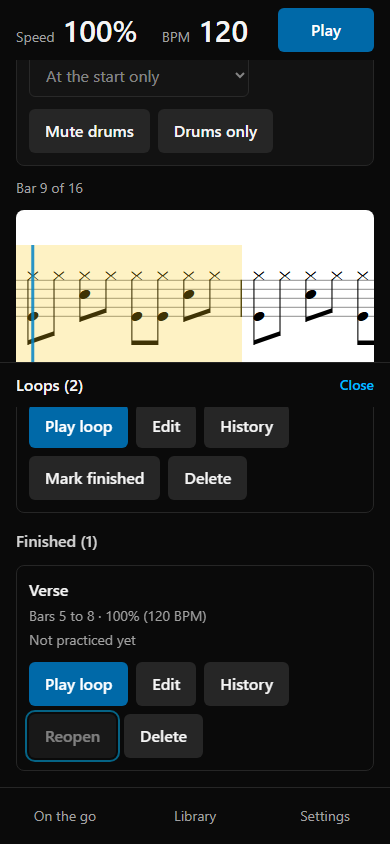 Speed 100% BPM 120 Play
At the start only
Mute drums Drums only
Bar 9 of 16
Loops (2) Close
Play loop Edit History
Mark finished Delete
Finished (1)
Verse
Bars 5 to 8 · 100% (120 BPM)
Not practiced yet
Play loop Edit History
Reopen Delete
On the go Library Settings